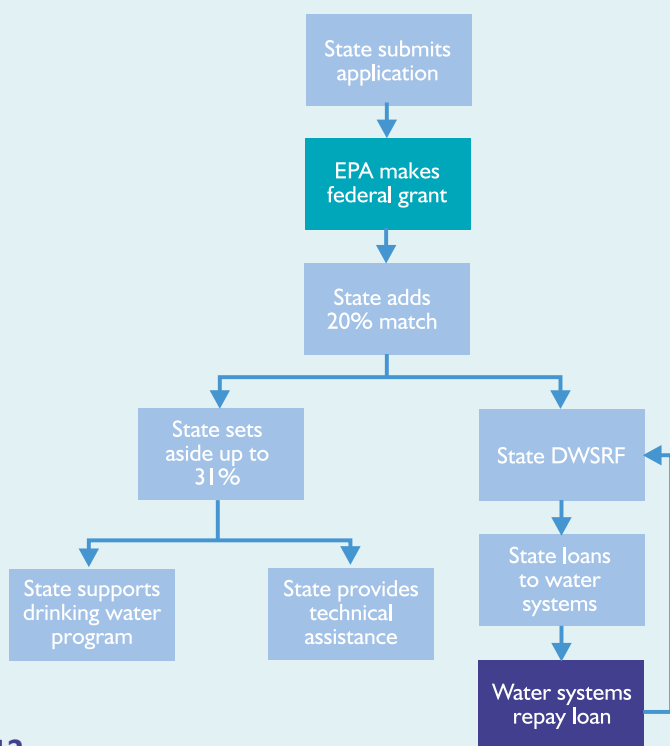 State submits
application
EPA makes
federal grant
State adds
20% match
State sets
aside up to
31%
State DWSRF
State supports
drinking water
program
State provides
technical
assistance
State loans
to water
systems
Water systems
repay loan